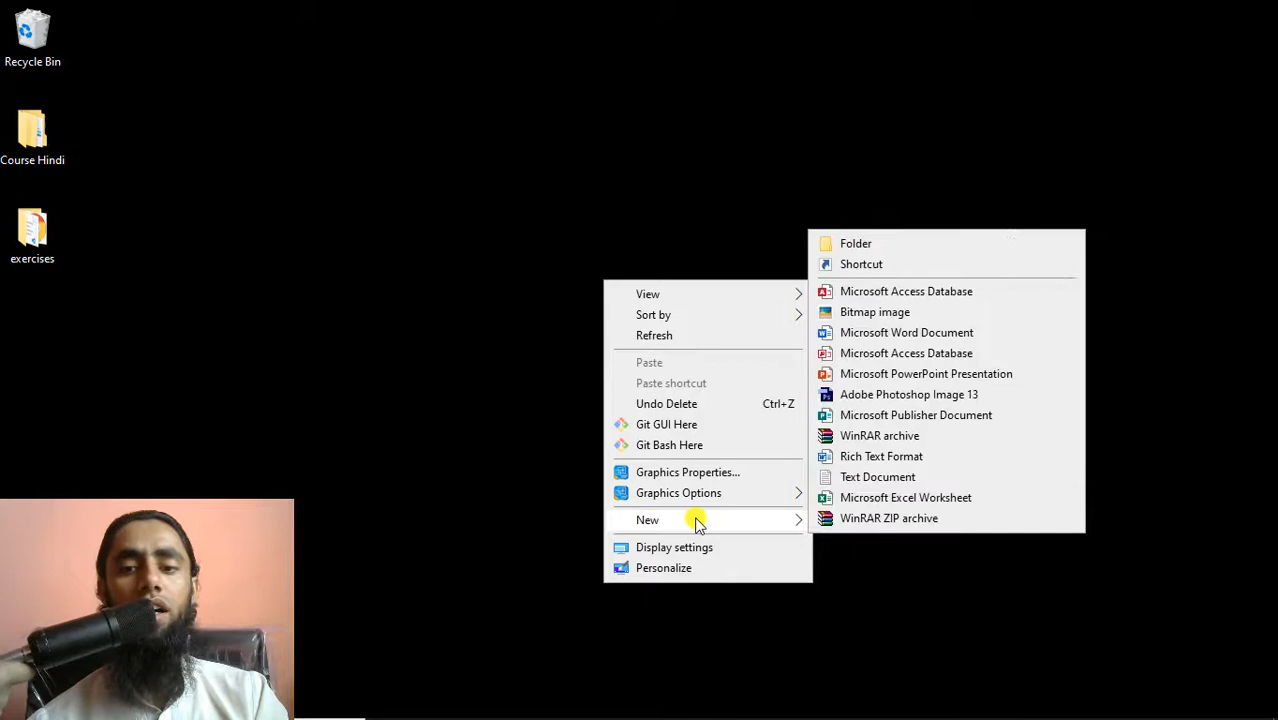 Recycle Bin
Course Hindi
exercises
View
Sort by
Refresh
Paste
Paste shortcut
Undo Delete Ctrl+Z
Git GUI Here
Git Bash Here
Graphics Properties...
Graphics Options
New
Display settings
Personalize
Folder
Shortcut
Microsoft Access Database
Bitmap image
Microsoft Word Document
Microsoft Access Database
Microsoft PowerPoint Presentation
Adobe Photoshop Image 13
Microsoft Publisher Document
WinRAR archive
Rich Text Format
Text Document
Microsoft Excel Worksheet
WinRAR ZIP archive